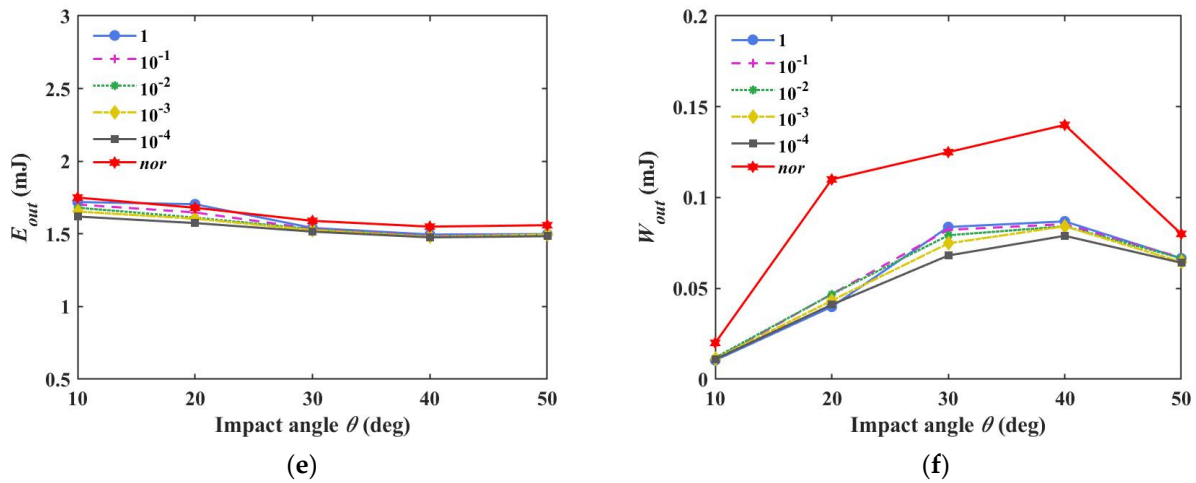 3
2.5
2
1.5
1
0.5
E_out (mJ)
1
10^-1
10^-2
10^-3
10^-4
nor
10 20 30 40 50
Impact angle θ (deg)
(e)
0.2
0.15
0.1
0.05
0
W_out (mJ)
1
10^-1
10^-2
10^-3
10^-4
nor
10 20 30 40 50
Impact angle θ (deg)
(f)